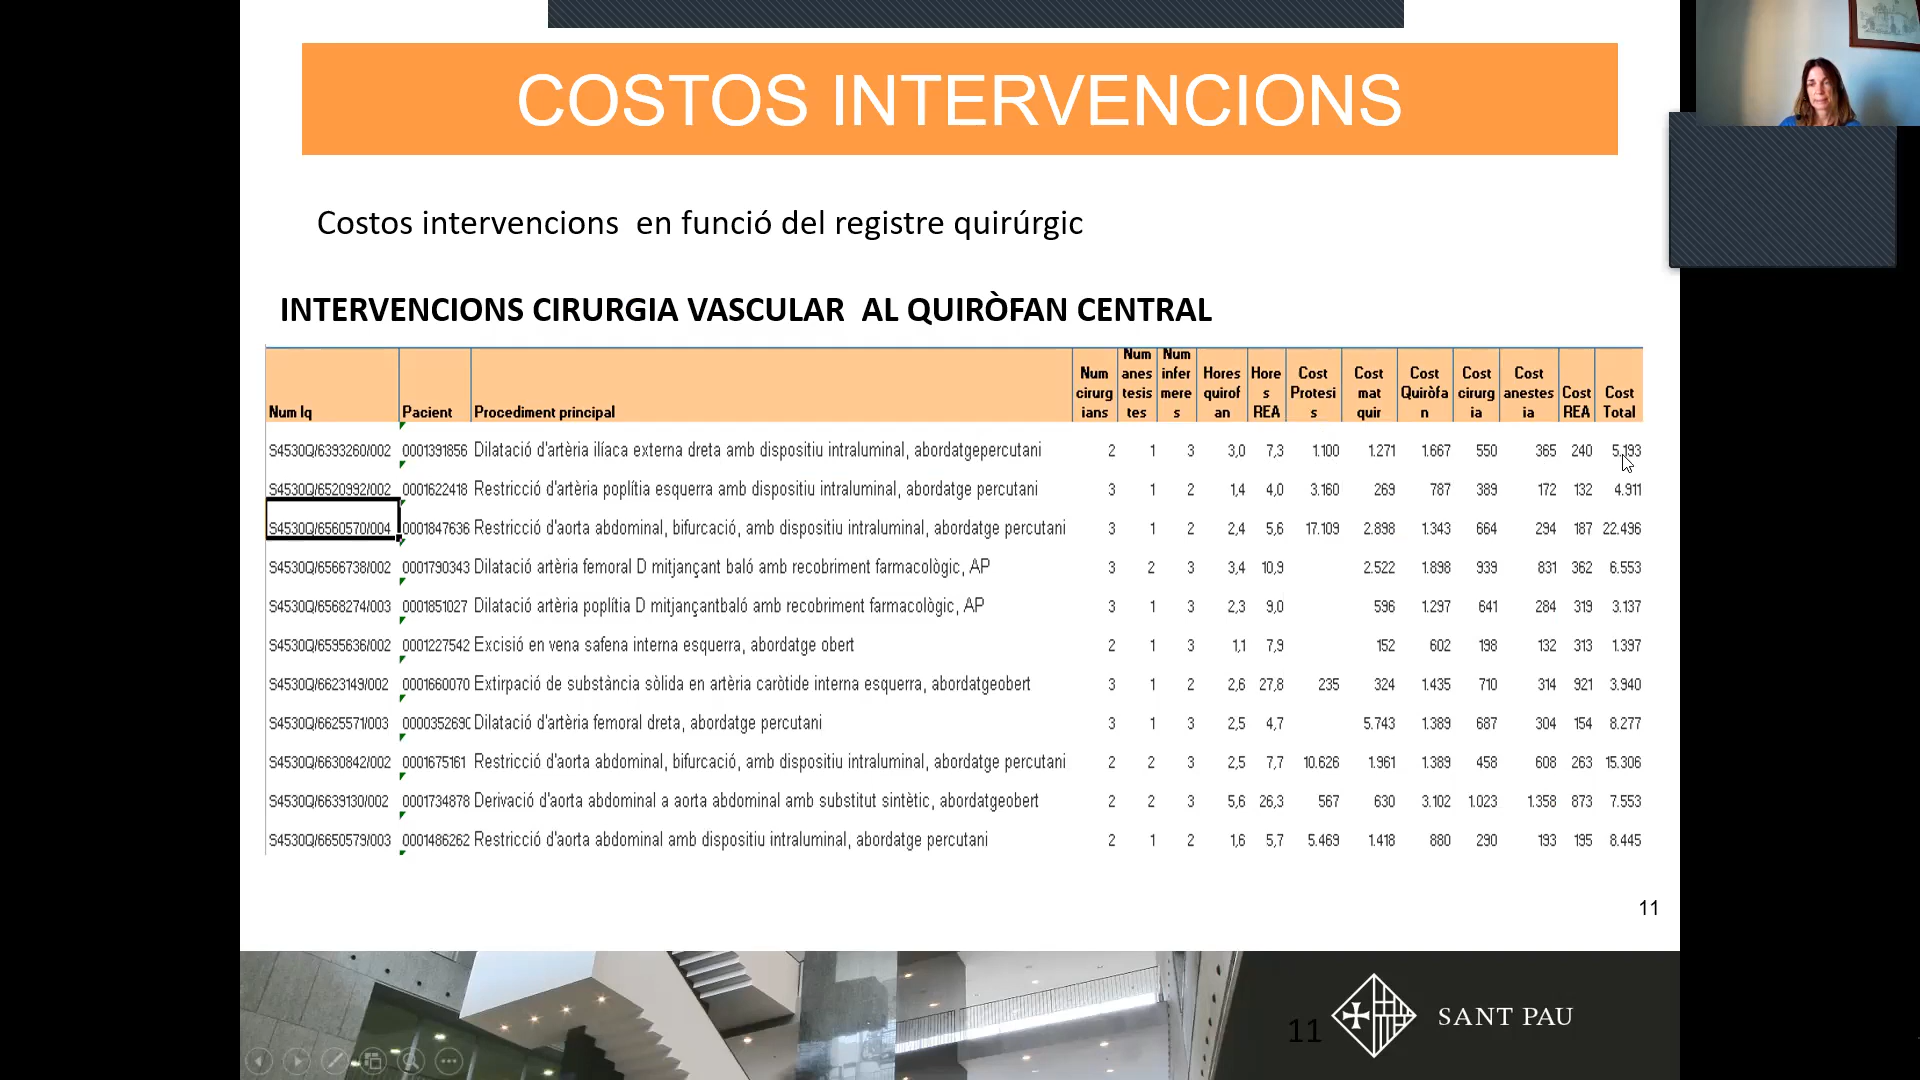 COSTOS INTERVENCIONS
Costos intervencions en funció del registre quirúrgic
INTERVENCIONS CIRURGIA VASCULAR AL QUIRÒFAN CENTRAL
Num Iq Pacient Procediment principal Num cirurg ians Num anes tesis tes Num infer mere s Hores quirof an Hore s REA Cost Protesi s Cost mat quir Cost Quiròfa n Cost cirurg ia Cost anestes ia Cost REA Cost Total
S4530Q/6393260/002 0001391856 Dilatació d'artèria ilíaca externa dreta amb dispositiu intraluminal, abordatgepercutani 2 1 3 3,0 7,3 1.100 1.271 1.667 550 365 240 5.193
S4530Q/6520992/002 0001622418 Restricció d'artèria poplítia esquerra amb dispositiu intraluminal, abordatge percutani 3 1 2 1,4 4,0 3.160 269 787 389 172 132 4.911
S4530Q/6560570/004 0001847636 Restricció d'aorta abdominal, bifurcació, amb dispositiu intraluminal, abordatge percutani 3 1 2 2,4 5,6 17.109 2.898 1.343 664 294 187 22.496
S4530Q/6566738/002 0001790343 Dilatació artèria femoral D mitjançant baló amb recobriment farmacològic, AP 3 2 3 3,4 10,9 2.522 1.898 939 831 362 6.553
S4530Q/6568274/003 0001851027 Dilatació artèria poplítia D mitjançantbaló amb recobriment farmacològic, AP 3 1 3 2,3 9,0 596 1.297 641 284 319 3.137
S4530Q/6595636/002 0001227542 Excisió en vena safena interna esquerra, abordatge obert 2 1 3 1,1 7,9 152 602 198 132 313 1.397
S4530Q/6623149/002 0001660070 Extirpació de substància sòlida en artèria caròtide interna esquerra, abordatgeobert 3 1 2 2,6 27,8 235 324 1.435 710 314 921 3.940
S4530Q/6625571/003 000035269 Dilatació d'artèria femoral dreta, abordatge percutani 3 1 3 2,5 4,7 5.743 1.389 687 304 154 8.277
S4530Q/6630842/002 0001675161 Restricció d'aorta abdominal, bifurcació, amb dispositiu intraluminal, abordatge percutani 2 2 3 2,5 7,7 10.626 1.961 1.389 458 608 263 15.306
S4530Q/6639130/002 0001734878 Derivació d'aorta abdominal a aorta abdominal amb substitut sintètic, abordatgeobert 2 2 3 5,6 26,3 567 630 3.102 1.023 1.358 873 7.553
S4530Q/6650579/003 0001486262 Restricció d'aorta abdominal amb dispositiu intraluminal, abordatge percutani 2 1 2 1,6 5,7 5.469 1.418 880 290 193 195 8.445
11
11
SANT PAU